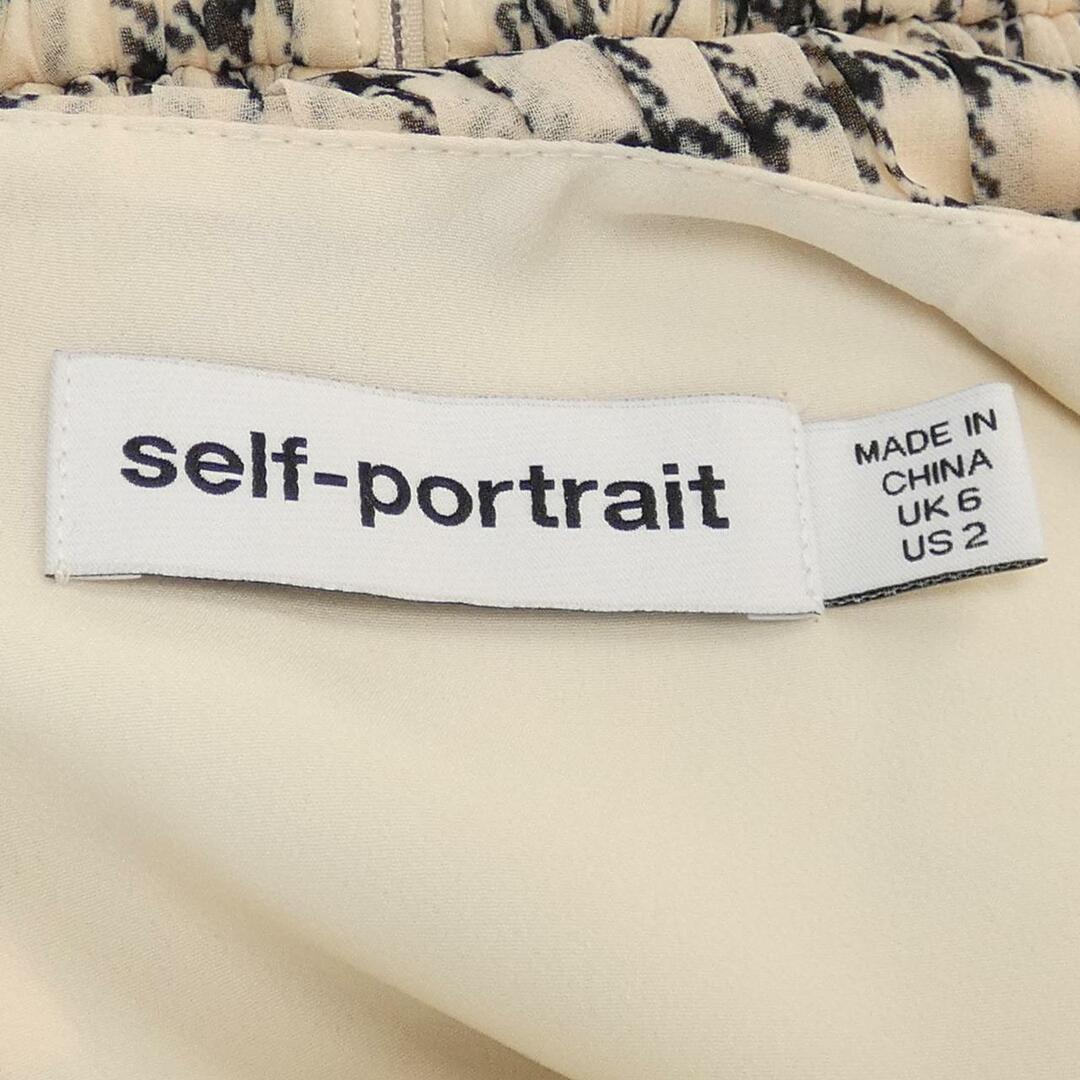 self-portrait
MADE IN
CHINA
UK 6
US 2